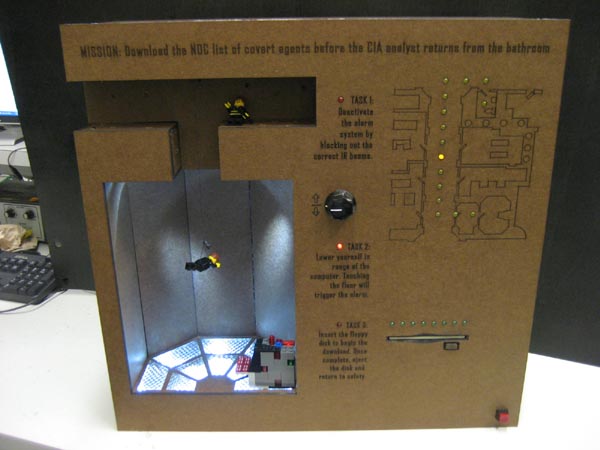 MISSION: Download the NOC list of covert agents before the CIA analyst returns from the bathroom
TASK 1:
Deactivate
the alarm
system by
blocking out the
correct IR beams.
TASK 2:
Lower yourself in
range of the
computer. Touching
the floor will
trigger the alarm.
TASK 3:
Insert the floppy
disk to begin the
download. Once
complete, eject
the disk and
return to safety.